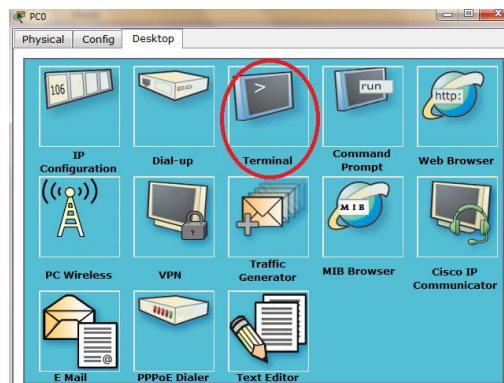 PC0
Physical Config Desktop
106
>
run
http:
IP Configuration
Dial-up
Terminal
Command Prompt
Web Browser
MIB
PC Wireless
VPN
Traffic Generator
MIB Browser
Cisco IP Communicator
@
E Mail
PPPoE Dialer
Text Editor